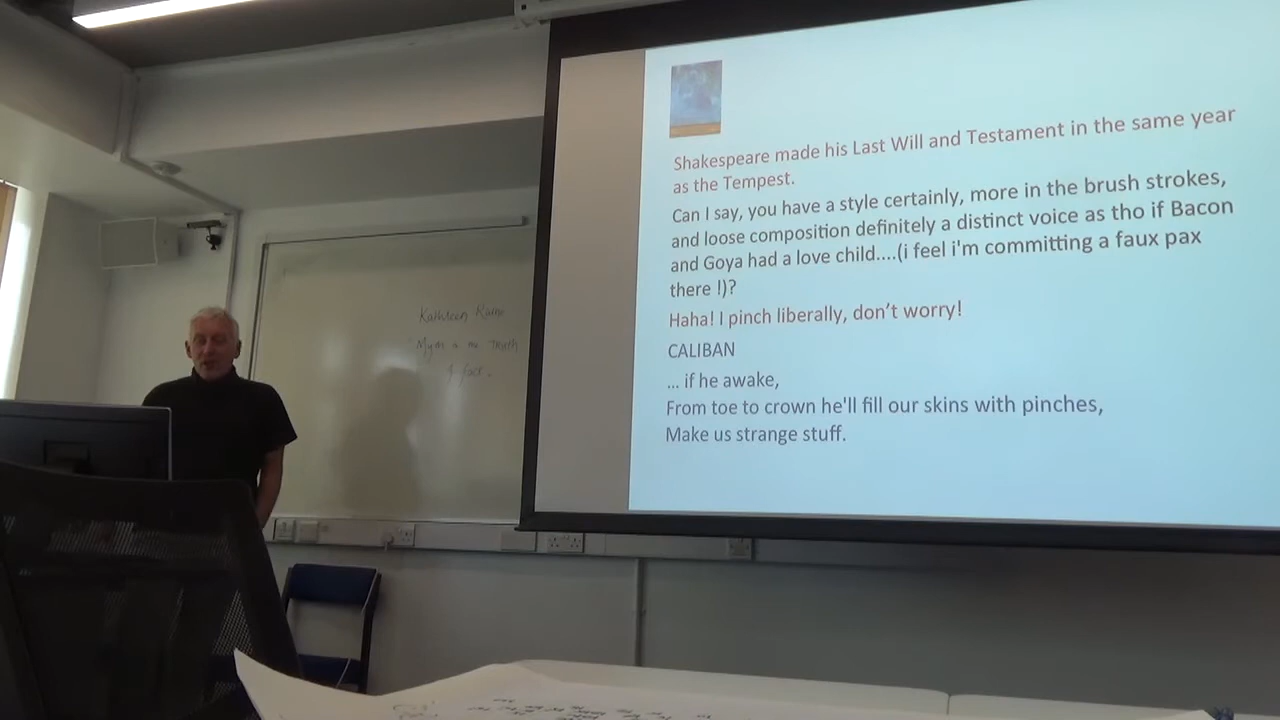 Shakespeare made his Last Will and Testament in the same year
as the Tempest.
Can I say, you have a style certainly, more in the brush strokes,
and loose composition definitely a distinct voice as tho if Bacon
and Goya had a love child....(i feel i'm committing a faux pax
there !)?
Haha! I pinch liberally, don't worry!
CALIBAN
... if he awake,
From toe to crown he'll fill our skins with pinches,
Make us strange stuff.
Kathleen
truth